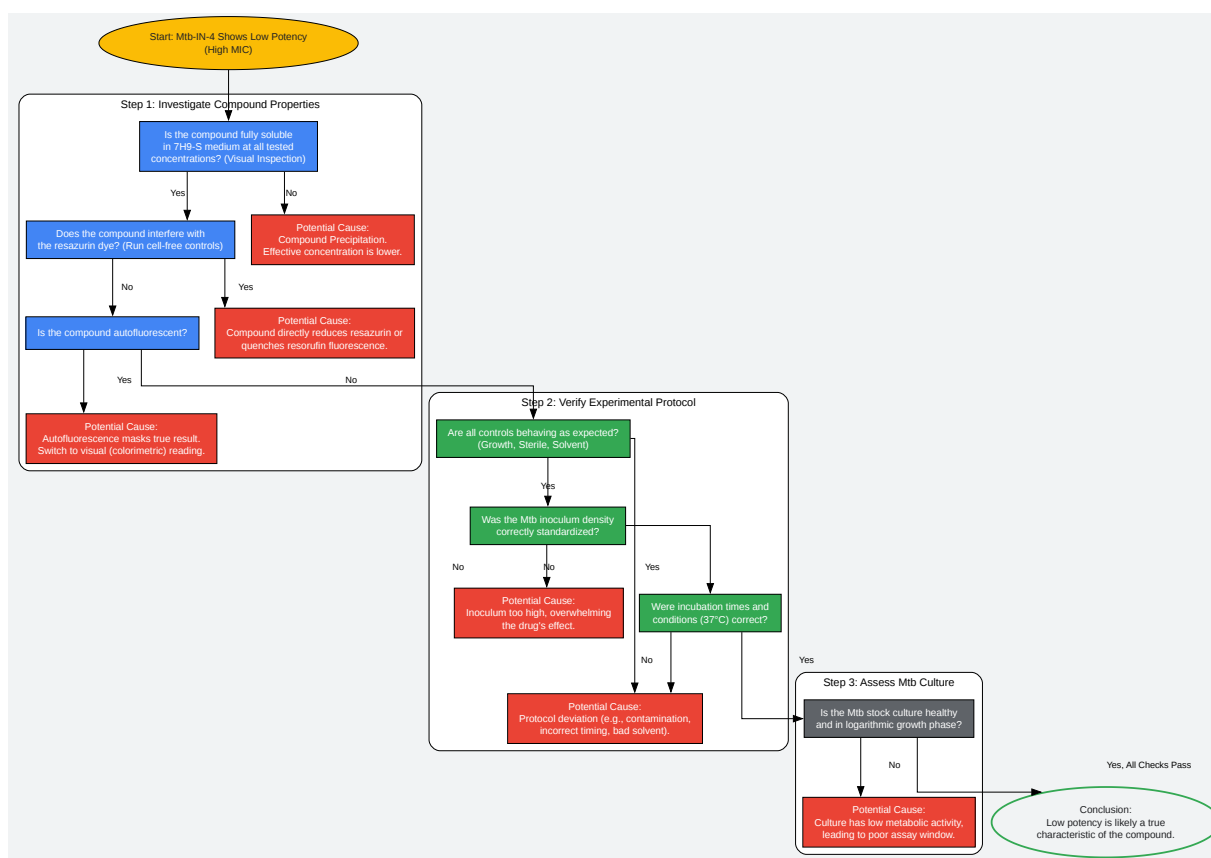 Start: Mtb-IN-4 Shows Low Potency
(High MIC)
Step 1: Investigate Compound Properties
Is the compound fully soluble
in 7H9-S medium at all tested
concentrations? (Visual Inspection)
Yes
No
Does the compound interfere with
the resazurin dye? (Run cell-free controls)
Potential Cause:
Compound Precipitation.
Effective concentration is lower.
No
Yes
Is the compound autofluorescent?
Potential Cause:
Compound directly reduces resazurin or
quenches resorufin fluorescence.
Yes
No
Potential Cause:
Autofluorescence masks true result.
Switch to visual (colorimetric) reading.
Step 2: Verify Experimental Protocol
Are all controls behaving as expected?
(Growth, Sterile, Solvent)
Yes
Was the Mtb inoculum density
correctly standardized?
No
No
Yes
Potential Cause:
Inoculum too high, overwhelming
the drug's effect.
Were incubation times and
conditions (37°C) correct?
No
Yes
Potential Cause:
Protocol deviation (e.g., contamination,
incorrect timing, bad solvent).
Step 3: Assess Mtb Culture
Is the Mtb stock culture healthy
and in logarithmic growth phase?
No
Yes, All Checks Pass
Potential Cause:
Culture has low metabolic activity,
leading to poor assay window.
Conclusion:
Low potency is likely a true
characteristic of the compound.